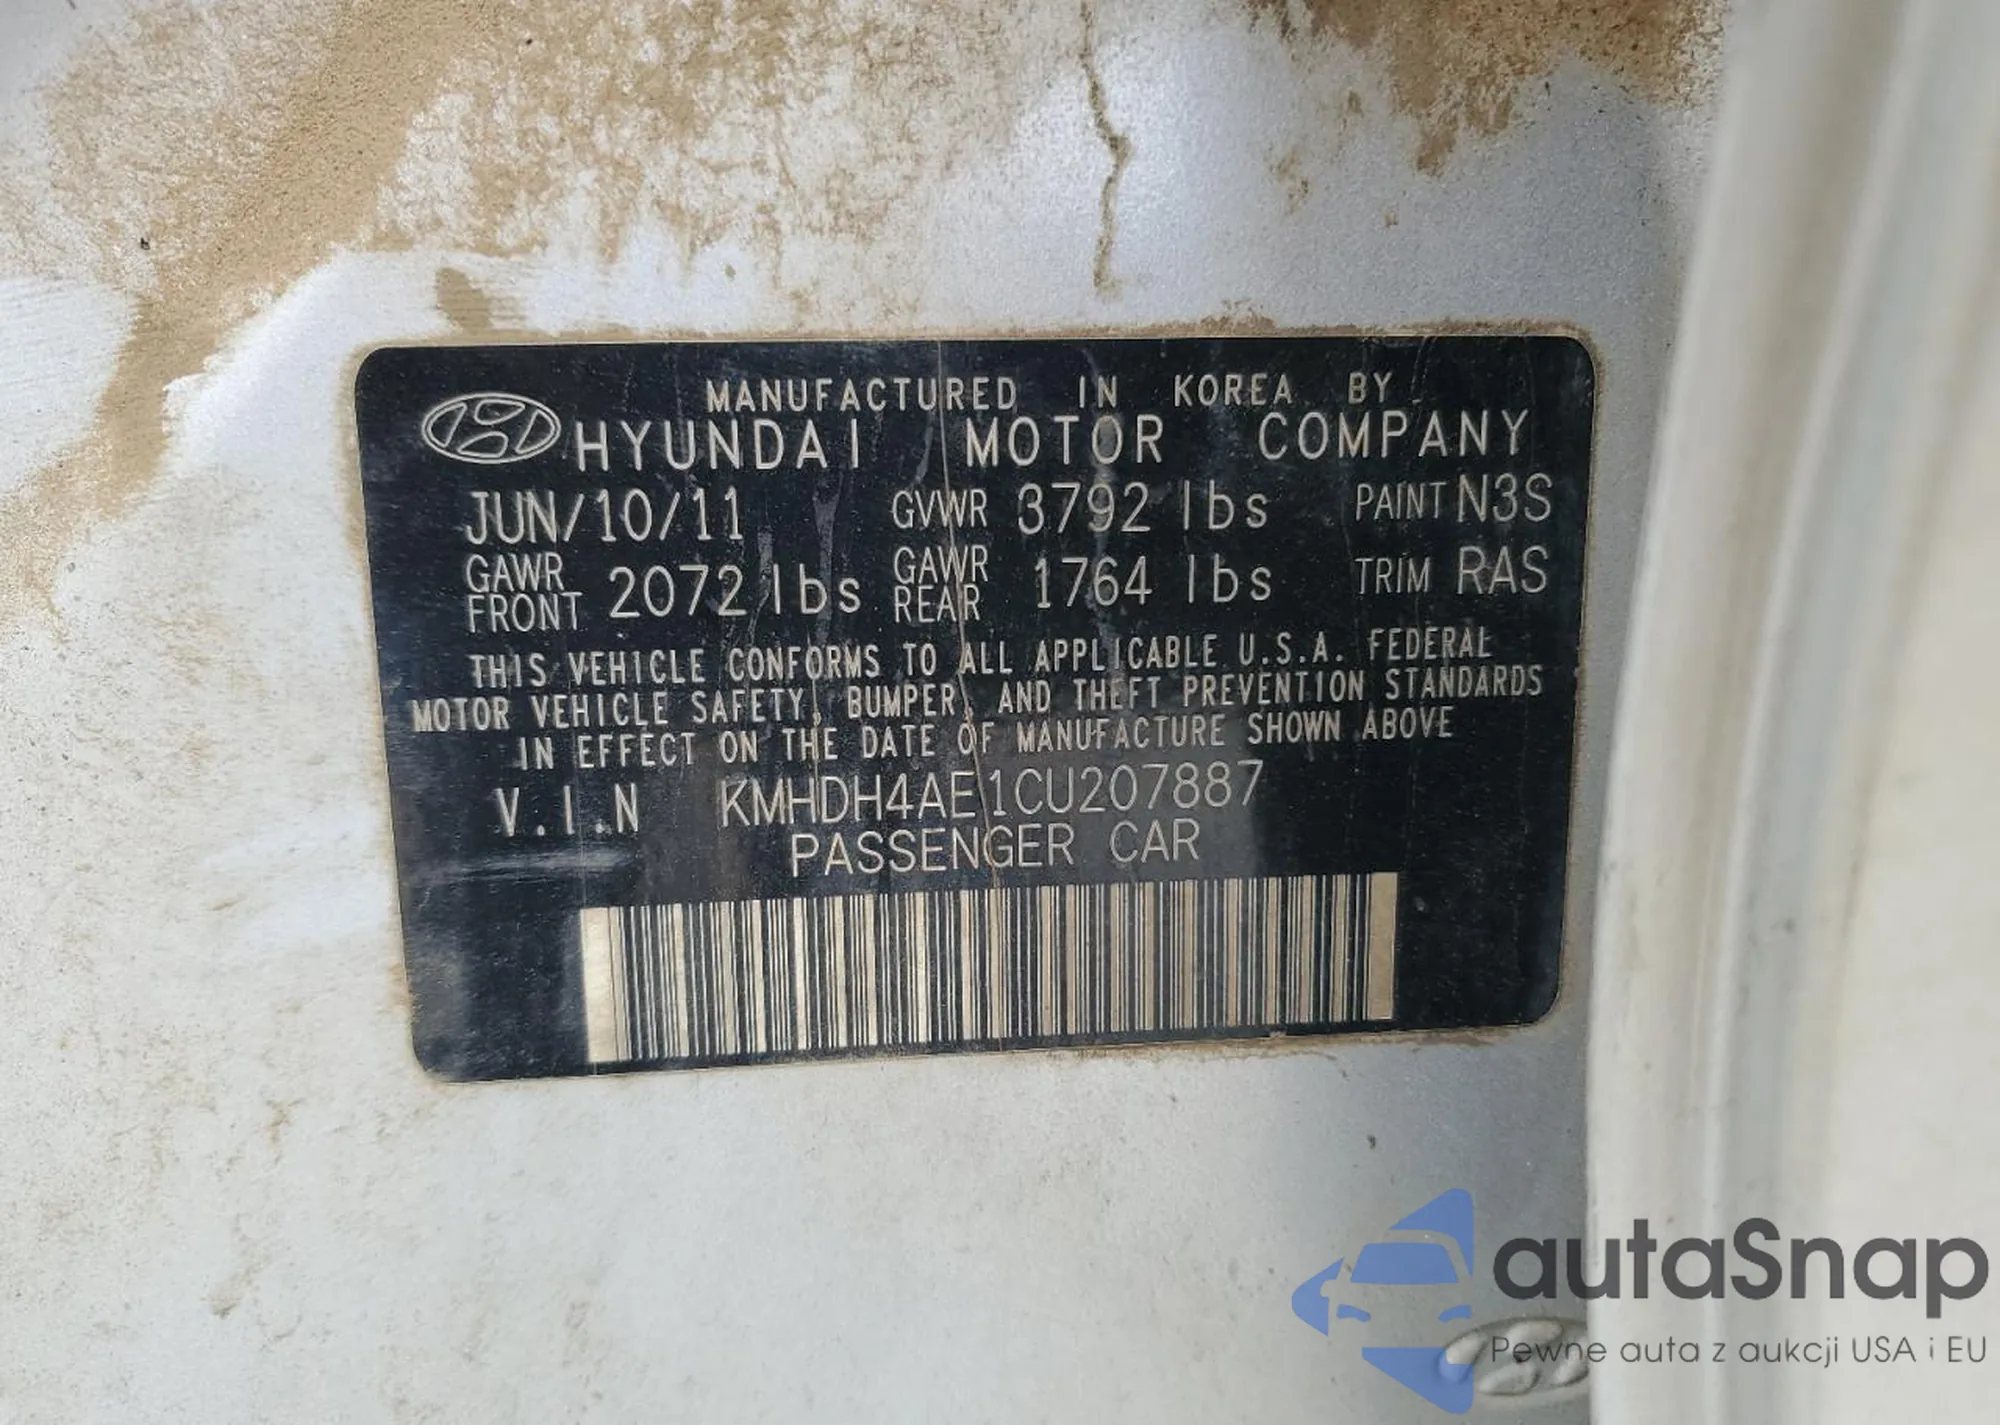 MANUFACTURED IN KOREA BY
HYUNDAI MOTOR COMPANY
JUN/10/11 GVWR 3792 lbs PAINT N3S
GAWR FRONT 2072 lbs GAWR REAR 1764 lbs TRIM RAS
THIS VEHICLE CONFORMS TO ALL APPLICABLE U.S.A. FEDERAL
MOTOR VEHICLE SAFETY, BUMPER, AND THEFT PREVENTION STANDARDS
IN EFFECT ON THE DATE OF MANUFACTURE SHOWN ABOVE
V.I.N KMHDH4AE1CU207887
PASSENGER CAR
autaSnap
Pewne auta z aukcji USA i EU